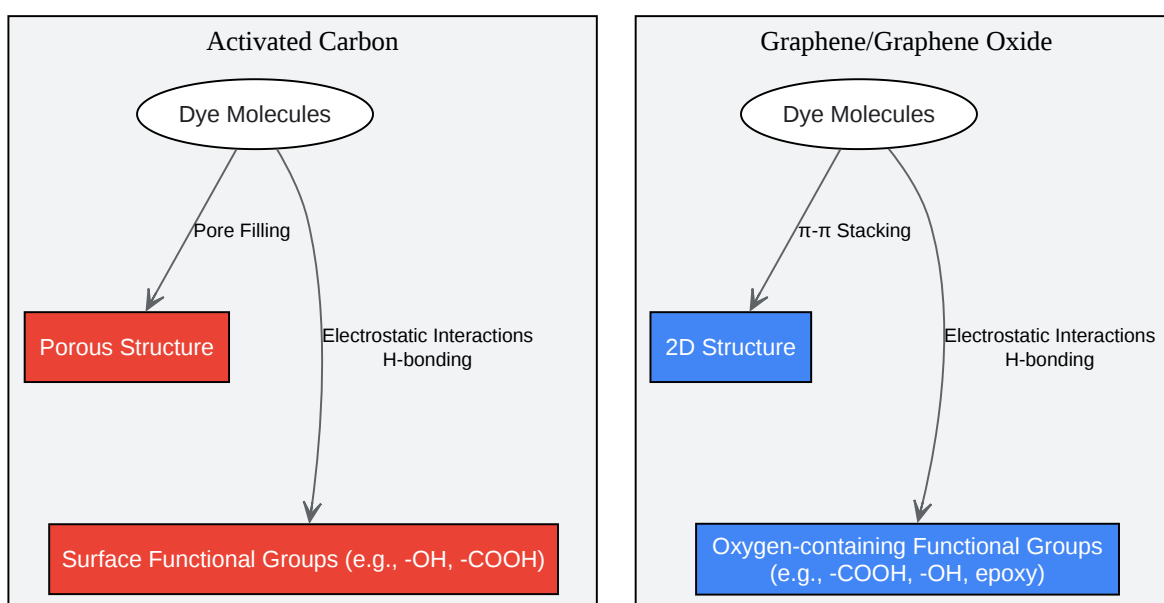 Activated Carbon
Dye Molecules
Pore Filling
Porous Structure
Electrostatic Interactions
H-bonding
Surface Functional Groups (e.g., -OH, -COOH)
Graphene/Graphene Oxide
Dye Molecules
π-π Stacking
2D Structure
Electrostatic Interactions
H-bonding
Oxygen-containing Functional Groups
(e.g., -COOH, -OH, epoxy)